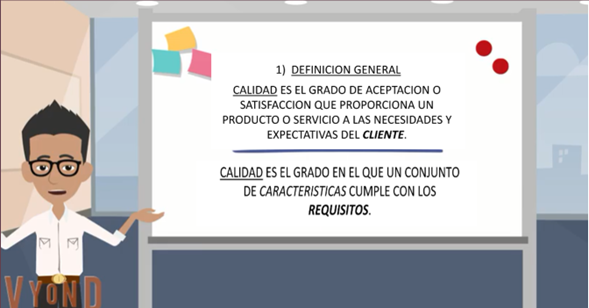 1) DEFINICION GENERAL
CALIDAD ES EL GRADO DE ACEPTACION O
SATISFACCION QUE PROPORCIONA UN
PRODUCTO O SERVICIO A LAS NECESIDADES Y
EXPECTATIVAS DEL CLIENTE.
CALIDAD ES EL GRADO EN EL QUE UN CONJUNTO
DE CARACTERISTICAS CUMPLE CON LOS
REQUISITOS.
VYOND